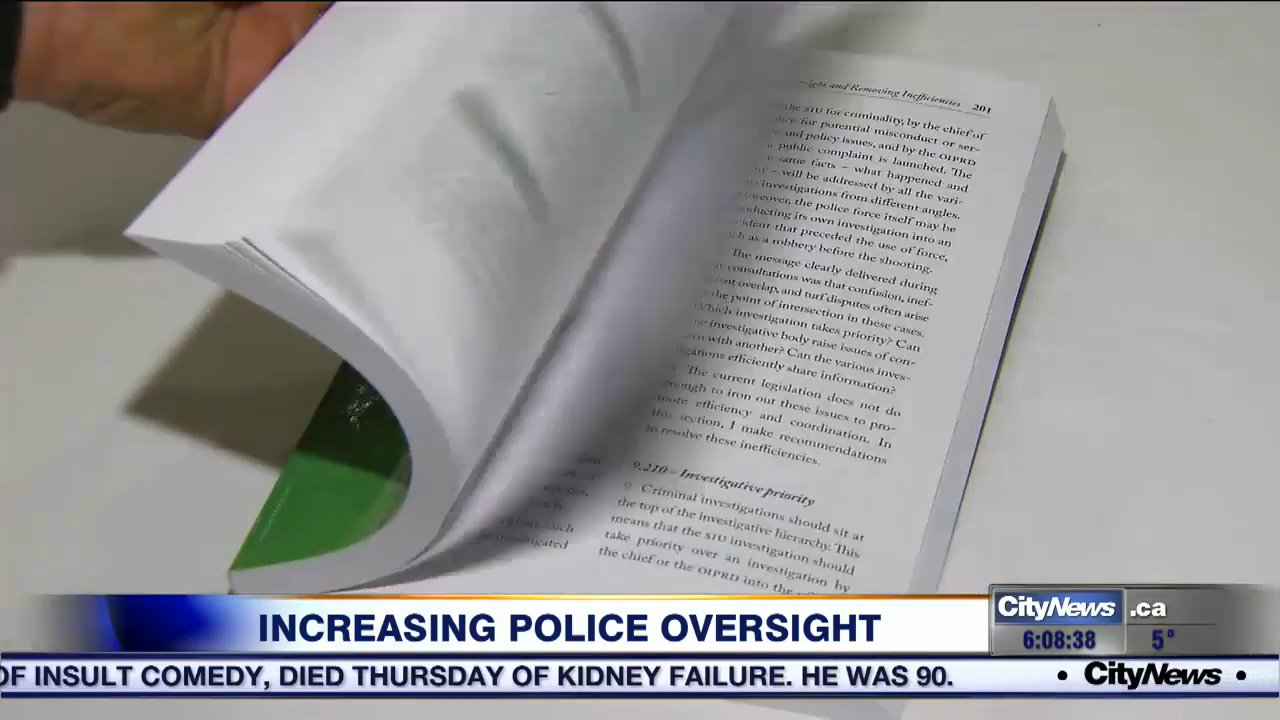 and Removing Inefficiencies 201
the SIU for criminality, by the chief of
for potential misconduct or ser-
and policy issues, and by the OIPRD
public complaint is launched. The
same facts – what happened and
– will be addressed by all the vari-
investigations from different angles.
the police force itself may be
its own investigation into an
that preceded the use of force,
as a robbery before the shooting.
The message clearly delivered during
consultations was that confusion, inef-
overlap, and turf disputes often arise
the point of intersection in these cases.
Which investigation takes priority? Can
investigative body raise issues of con-
with another? Can the various inves-
efficiently share information?
The current legislation does not do
enough to iron out these issues to pro-
efficiency and coordination. In
this section, I make recommendations
to resolve these inefficiencies.
9.210 – Investigative priority
Criminal investigations should sit at
the top of the investigative hierarchy. This
means that the SIU investigation should
take priority over an investigation by
the chief or the OIPRD into the
such
INCREASING POLICE OVERSIGHT
CityNews .ca
6:08:38 5°
OF INSULT COMEDY, DIED THURSDAY OF KIDNEY FAILURE. HE WAS 90. • CityNews •